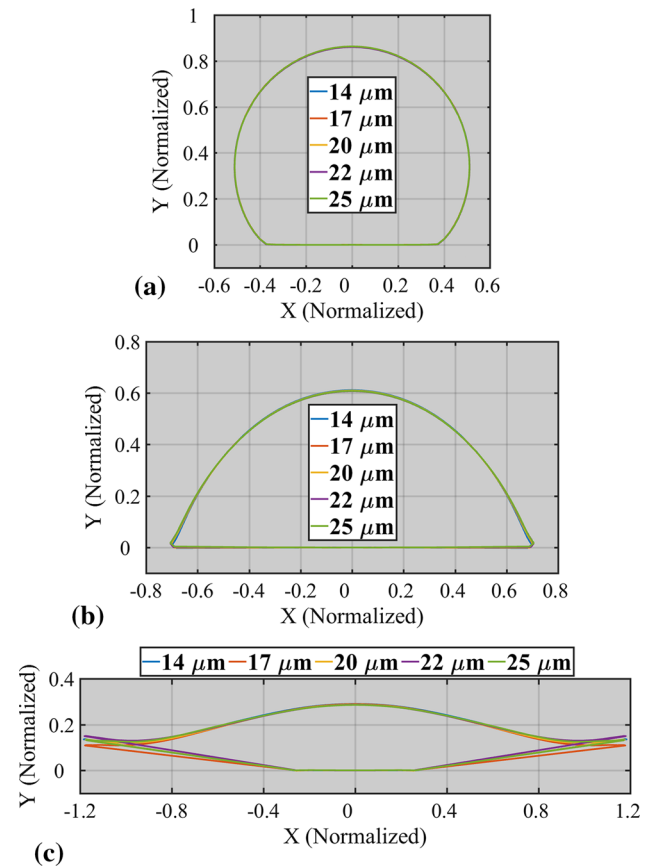 1
0.8
0.6
0.4
0.2
0
Y (Normalized)
14 μm
17 μm
20 μm
22 μm
25 μm
-0.6 -0.4 -0.2 0 0.2 0.4 0.6
X (Normalized)
(a)
0.8
0.6
0.4
0.2
0
Y (Normalized)
14 μm
17 μm
20 μm
22 μm
25 μm
-0.8 -0.6 -0.4 -0.2 0 0.2 0.4 0.6 0.8
X (Normalized)
(b)
14 μm 17 μm 20 μm 22 μm 25 μm
0.4
0.2
0
Y (Normalized)
-1.2 -0.8 -0.4 0 0.4 0.8 1.2
X (Normalized)
(c)